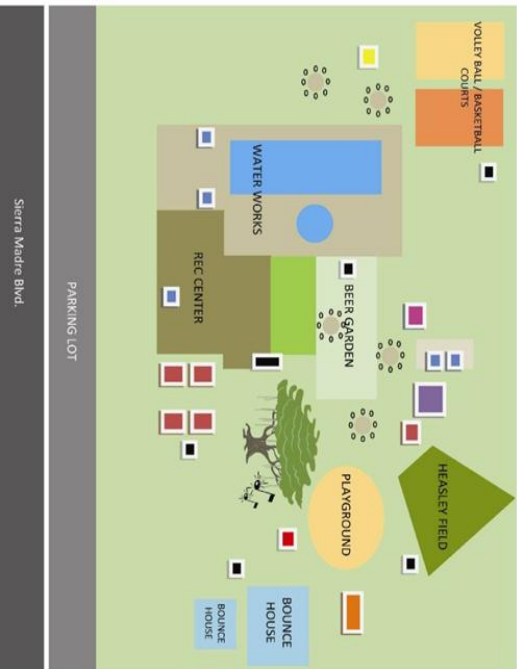 VOLLEY BALL / BASKETBALL
COURTS
WATER WORKS
BEER GARDEN
REC CENTER
HEASLEY FIELD
PLAYGROUND
BOUNCE
HOUSE
BOUNCE
HOUSE
PARKING LOT
Sierra Madre Blvd.